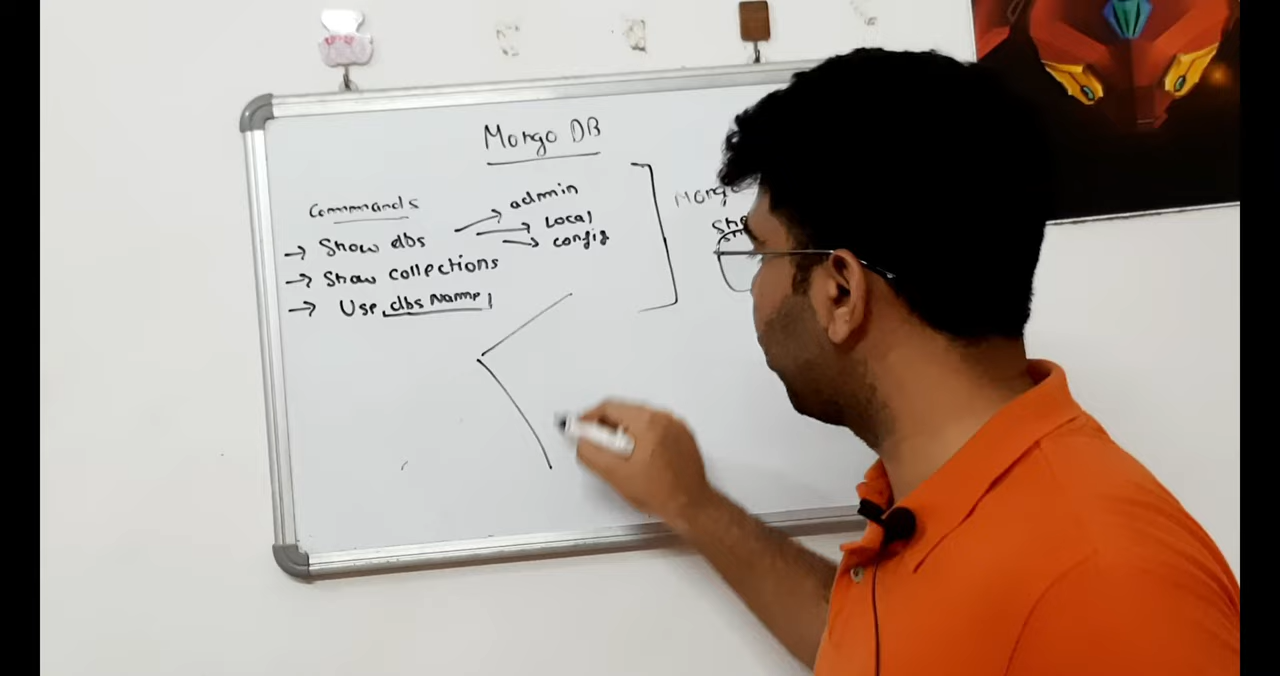 Mongo DB
Commands
→ Show dbs
→ admin
→ Local
→ config
→ Show collections
→ Use dbs Name